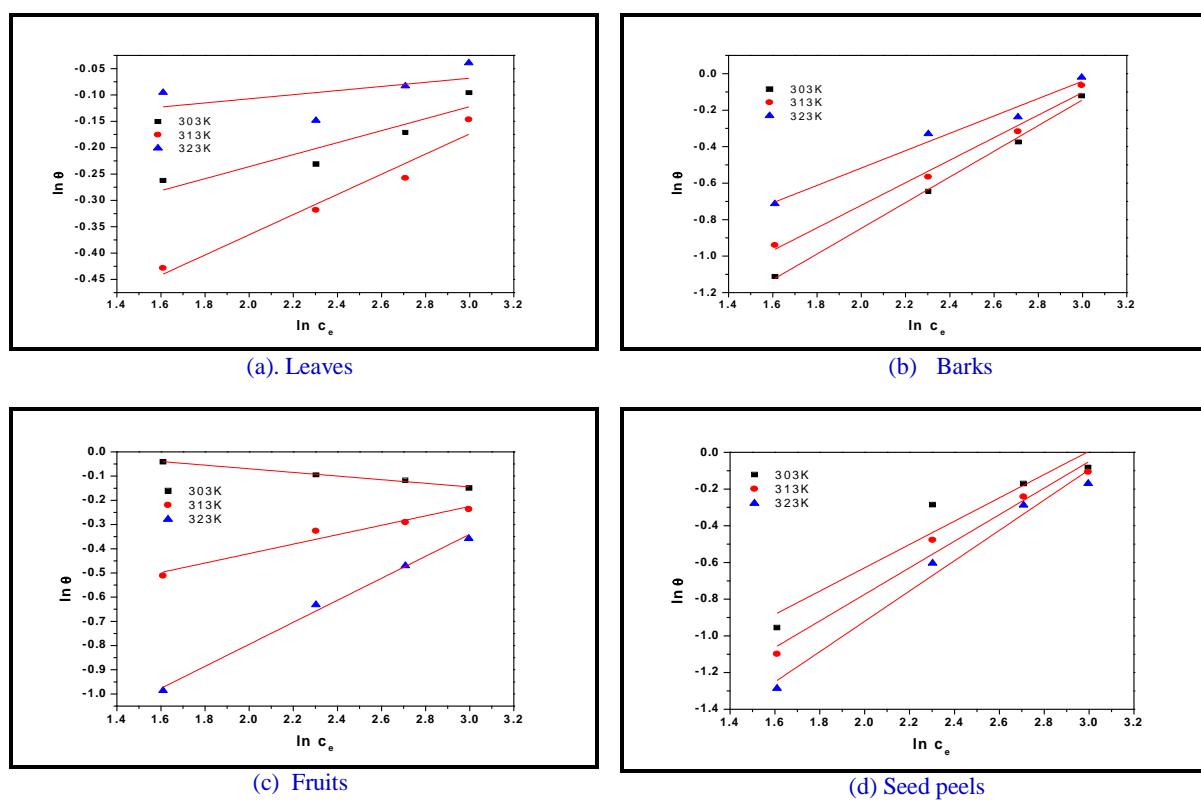 -0.05
-0.10
-0.15
-0.20
-0.25
-0.30
-0.35
-0.40
-0.45
ln θ
303K
313K
323K
1.4 1.6 1.8 2.0 2.2 2.4 2.6 2.8 3.0 3.2
ln ce
(a). Leaves
0.0
-0.2
-0.4
-0.6
-0.8
-1.0
-1.2
ln θ
303K
313K
323K
1.4 1.6 1.8 2.0 2.2 2.4 2.6 2.8 3.0 3.2
ln ce
(b) Barks
0.0
-0.1
-0.2
-0.3
-0.4
-0.5
-0.6
-0.7
-0.8
-0.9
-1.0
ln θ
303K
313K
323K
1.4 1.6 1.8 2.0 2.2 2.4 2.6 2.8 3.0 3.2
ln ce
(c) Fruits
0.0
-0.2
-0.4
-0.6
-0.8
-1.0
-1.2
-1.4
ln θ
303K
313K
323K
1.4 1.6 1.8 2.0 2.2 2.4 2.6 2.8 3.0 3.2
ln ce
(d) Seed peels